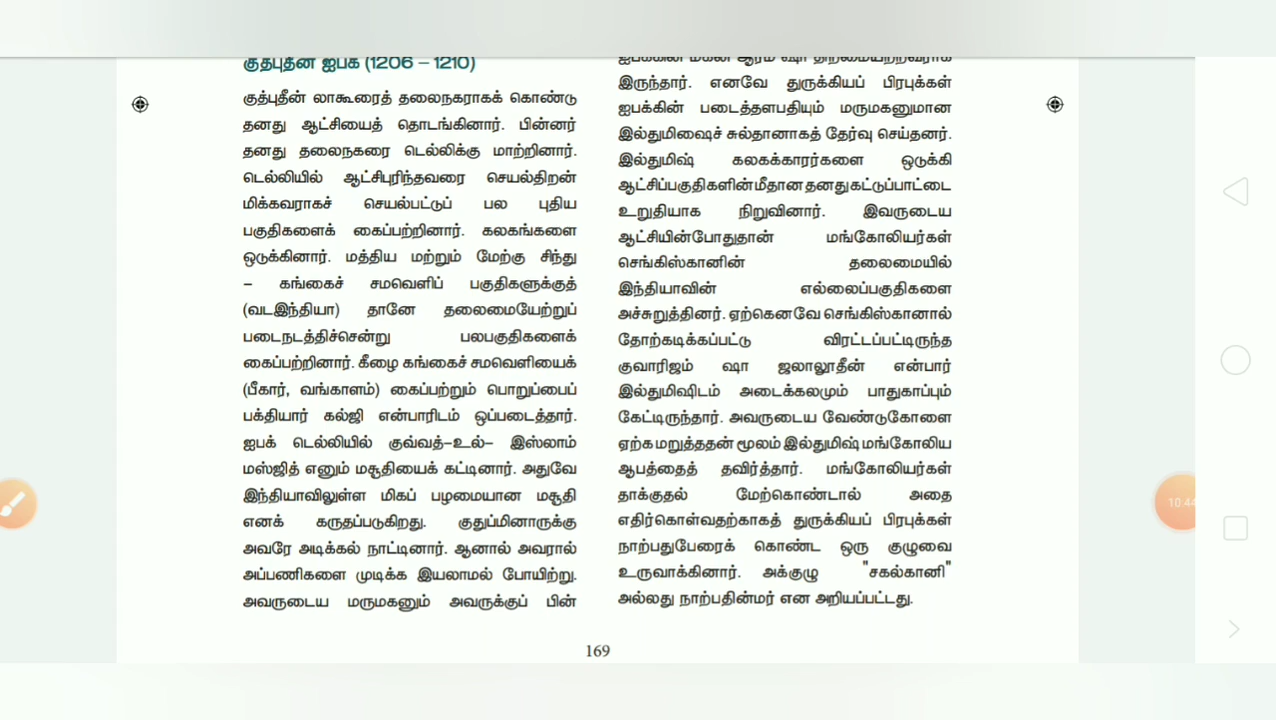 குத்புதீன் ஐபக் (1206 – 1210)
குத்புதீன் லாகூரைத் தலைநகராகக் கொண்டு
தனது ஆட்சியைத் தொடங்கினார். பின்னர்
தனது தலைநகரை டெல்லிக்கு மாற்றினார்.
டெல்லியில் ஆட்சிபுரிந்தவரை செயல்திறன்
மிக்கவராகச் செயல்பட்டுப் பல புதிய
பகுதிகளைக் கைப்பற்றினார். கலகங்களை
ஒடுக்கினார். மத்திய மற்றும் மேற்கு சிந்து
– கங்கைச் சமவெளிப் பகுதிகளுக்குத்
(வடஇந்தியா) தானே தலைமையேற்றுப்
படைநடத்திச்சென்று பலபகுதிகளைக்
கைப்பற்றினார். கீழை கங்கைச் சமவெளியைக்
(பீகார், வங்காளம்) கைப்பற்றும் பொறுப்பைப்
பக்தியார் கல்ஜி என்பாரிடம் ஒப்படைத்தார்.
ஐபக் டெல்லியில் குவ்வத்–உல்– இஸ்லாம்
மஸ்ஜித் எனும் மசூதியைக் கட்டினார். அதுவே
இந்தியாவிலுள்ள மிகப் பழமையான மசூதி
எனக் கருதப்படுகிறது. குதுப்மினாருக்கு
அவரே அடிக்கல் நாட்டினார். ஆனால் அவரால்
அப்பணிகளை முடிக்க இயலாமல் போயிற்று.
அவருடைய மருமகனும் அவருக்குப் பின்
ஐபக்கின் மகன் ஆரம் ஷா திறமையற்றவராக
இருந்தார். எனவே துருக்கியப் பிரபுக்கள்
ஐபக்கின் படைத்தளபதியும் மருமகனுமான
இல்துமிஷைச் சுல்தானாகத் தேர்வு செய்தனர்.
இல்துமிஷ் கலகக்காரர்களை ஒடுக்கி
ஆட்சிப்பகுதிகளின்மீதான தனது கட்டுப்பாட்டை
உறுதியாக நிறுவினார். இவருடைய
ஆட்சியின்போதுதான் மங்கோலியர்கள்
செங்கிஸ்கானின் தலைமையில்
இந்தியாவின் எல்லைப்பகுதிகளை
அச்சுறுத்தினர். ஏற்கெனவே செங்கிஸ்கானால்
தோற்கடிக்கப்பட்டு விரட்டப்பட்டிருந்த
குவாரிஜம் ஷா ஜலாலூதீன் என்பார்
இல்துமிஷிடம் அடைக்கலமும் பாதுகாப்பும்
கேட்டிருந்தார். அவருடைய வேண்டுகோளை
ஏற்க மறுத்ததன் மூலம் இல்துமிஷ் மங்கோலிய
ஆபத்தைத் தவிர்த்தார். மங்கோலியர்கள்
தாக்குதல் மேற்கொண்டால் அதை
எதிர்கொள்வதற்காகத் துருக்கியப் பிரபுக்கள்
நாற்பதுபேரைக் கொண்ட ஒரு குழுவை
உருவாக்கினார். அக்குழு "சகல்கானி"
அல்லது நாற்பதின்மர் என அறியப்பட்டது.
169
10:44